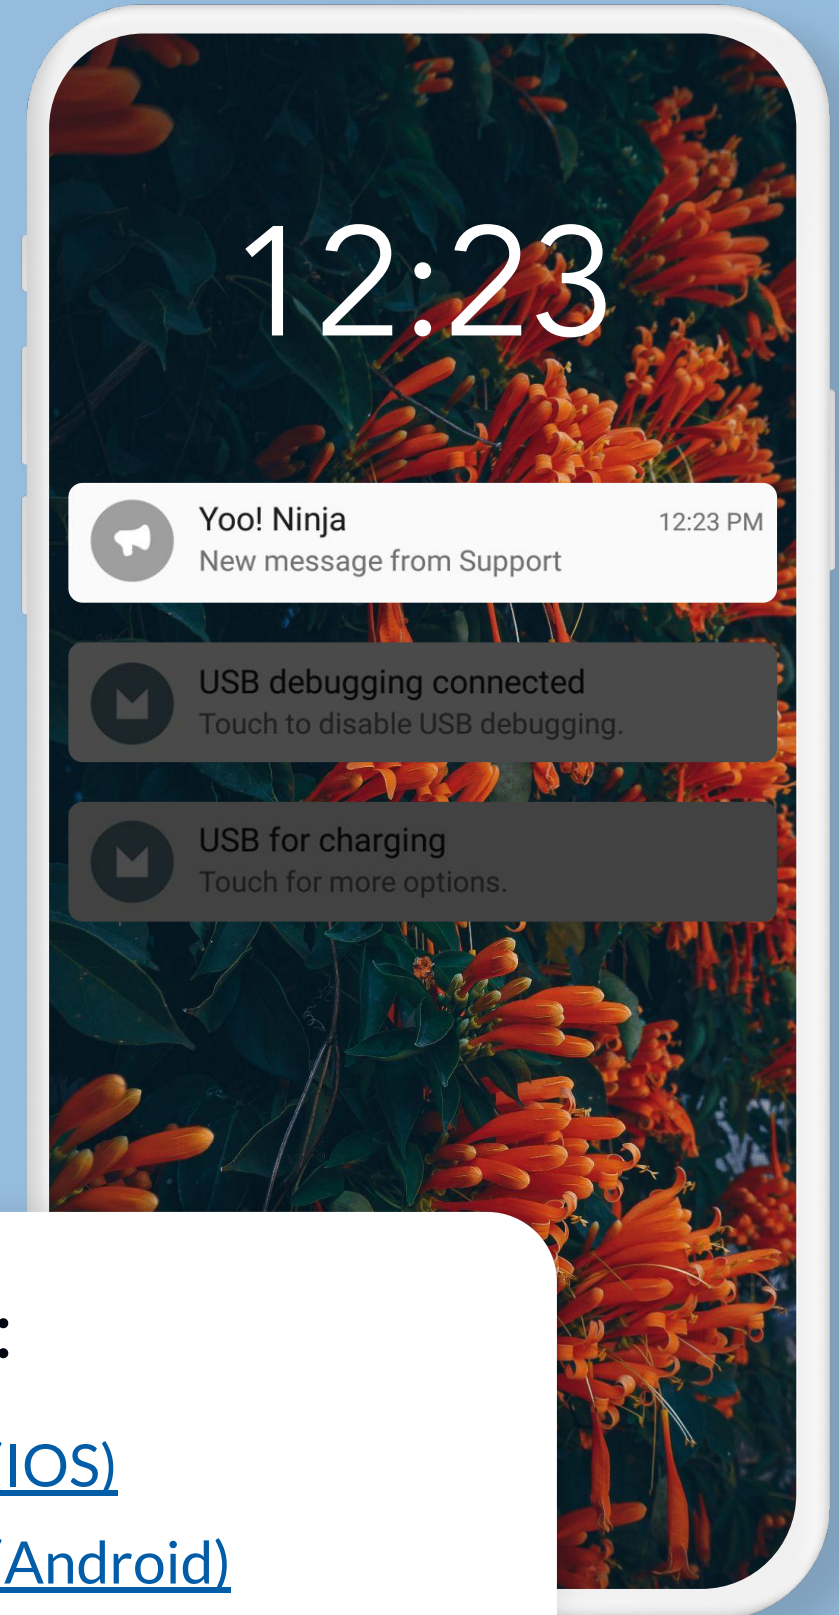 12:23
Yoo! Ninja 12:23 PM
New message from Support
USB debugging connected
Touch to disable USB debugging.
USB for charging
Touch for more options.
:
(IOS)
(Android)